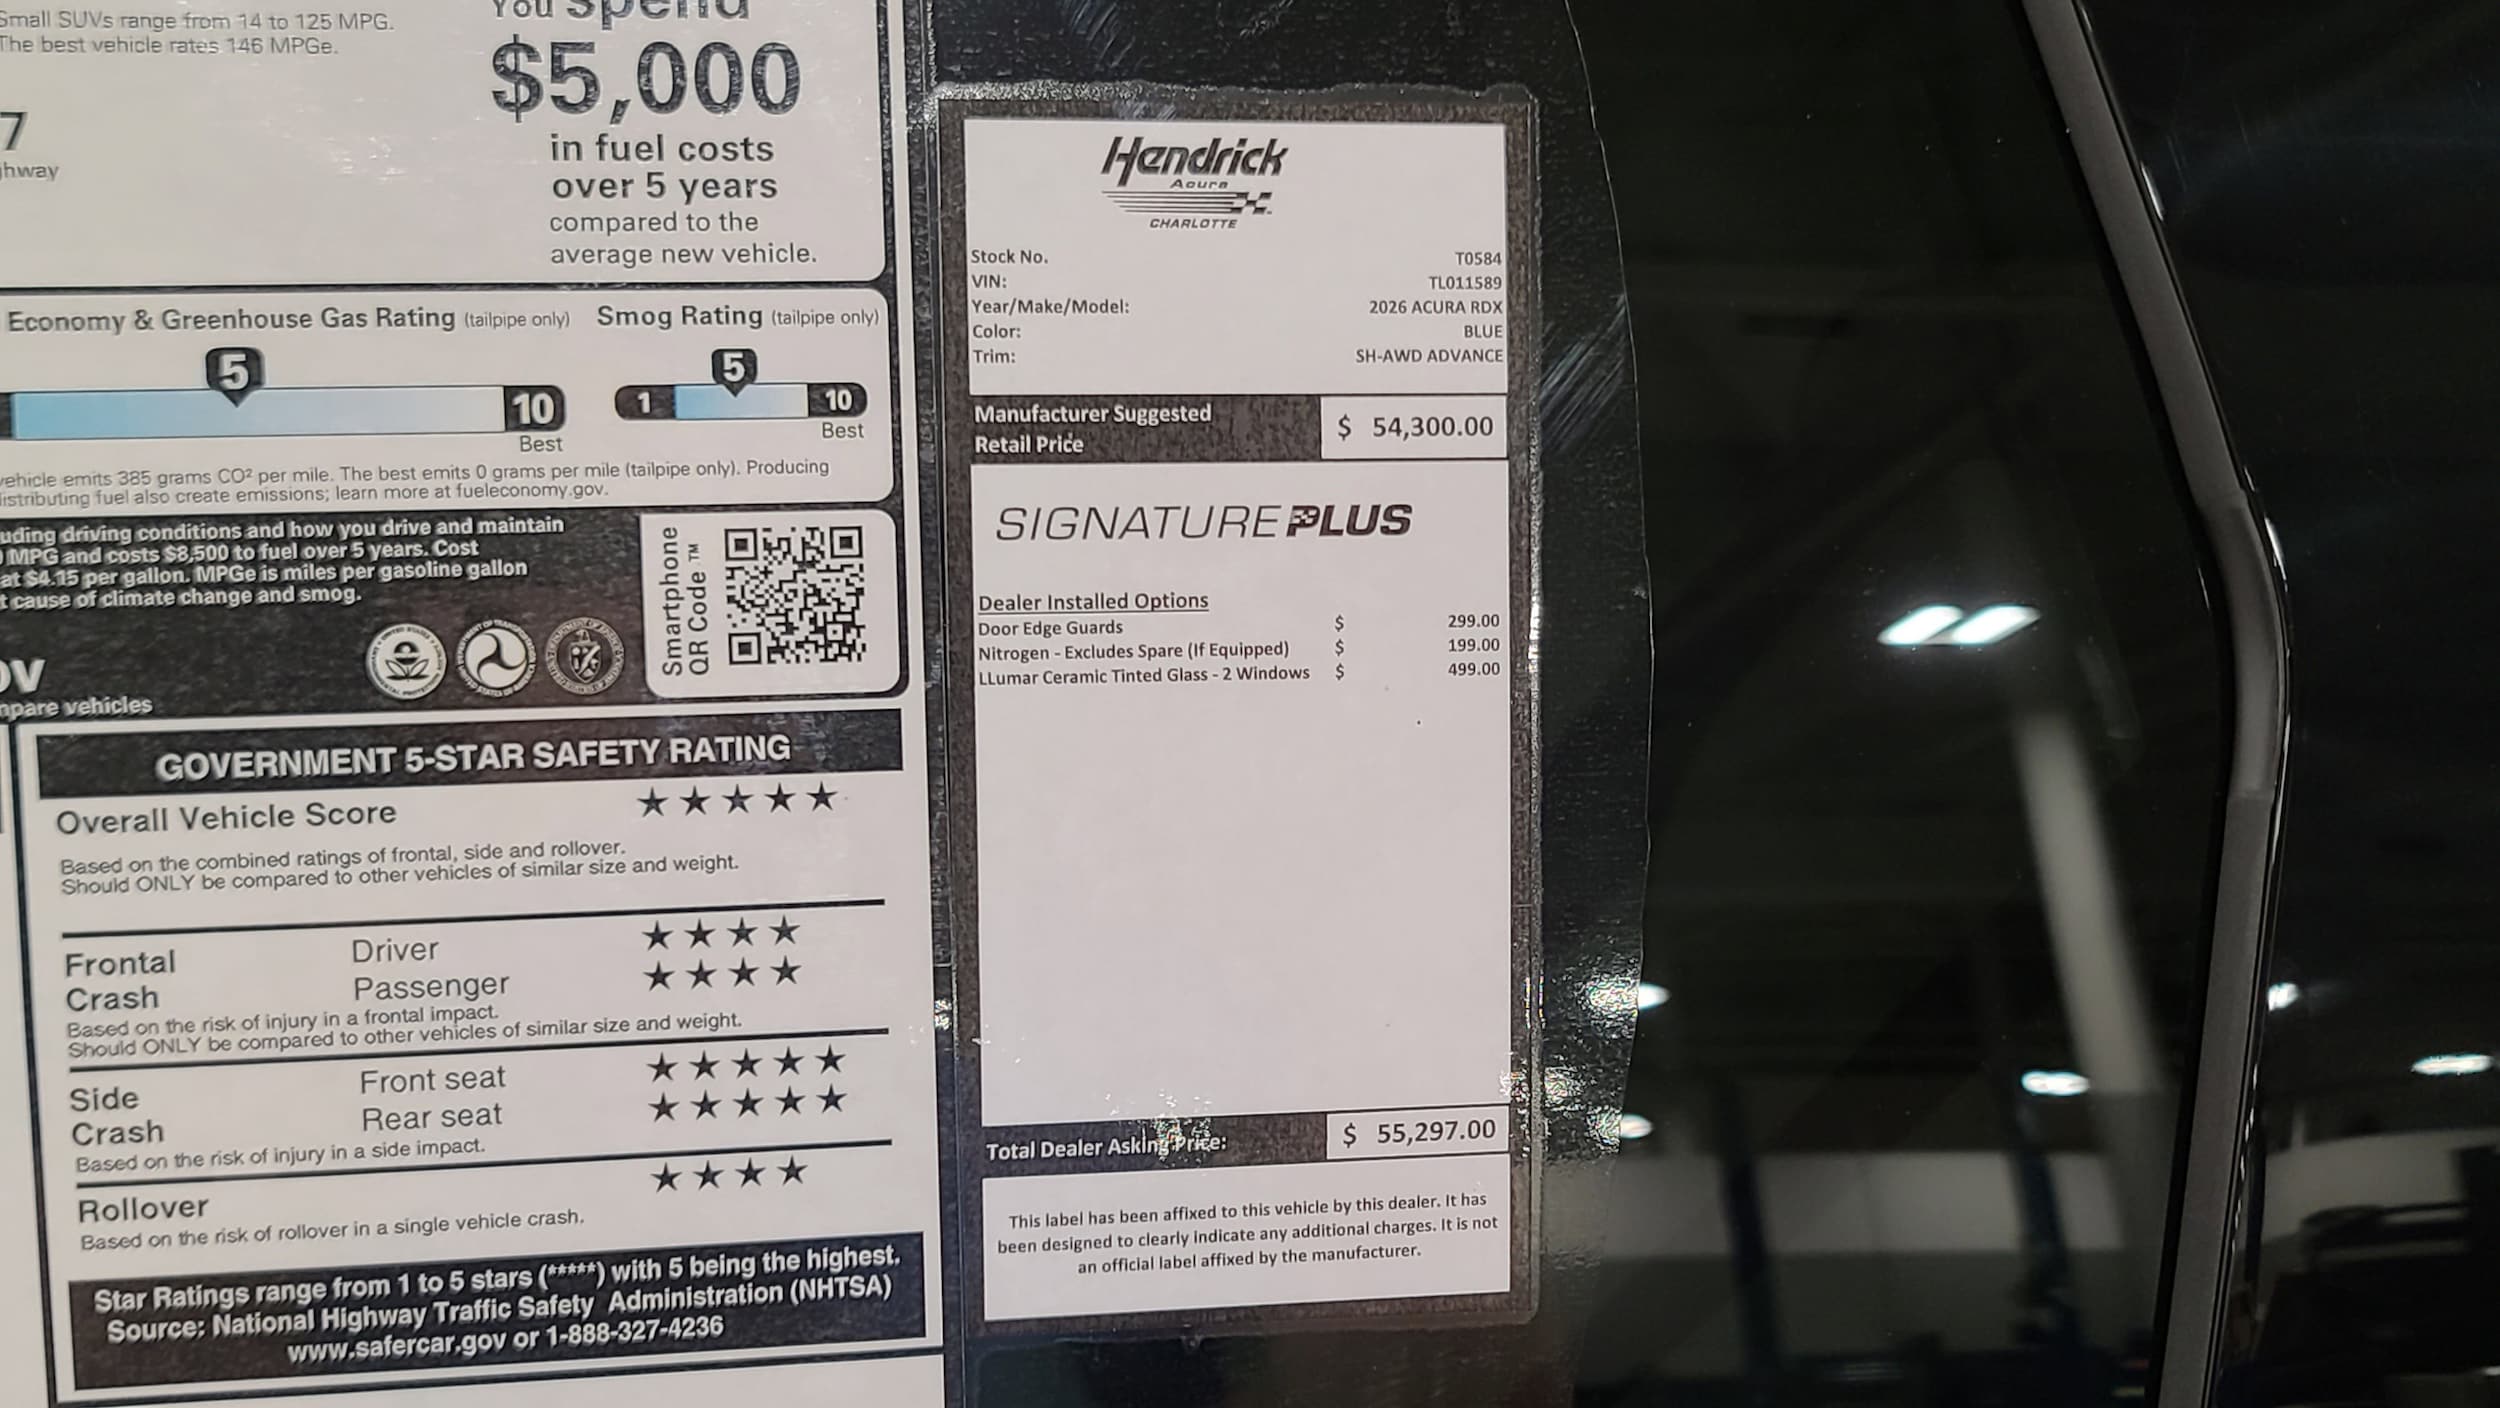 Small SUVs range from 14 to 125 MPG.
The best vehicle rates 146 MPGe.
You spend
$5,000
in fuel costs
over 5 years
compared to the
average new vehicle.
7
Economy & Greenhouse Gas Rating (tailpipe only)
5
10
Best
Smog Rating (tailpipe only)
5
1
10
Best
vehicle emits 385 grams CO² per mile. The best emits 0 grams per mile (tailpipe only). Producing
distributing fuel also create emissions; learn more at fueleconomy.gov.
driving conditions and how you drive and maintain
MPG and costs $8,500 to fuel over 5 years. Cost
at $4.15 per gallon. MPGe is miles per gasoline gallon
cause of climate change and smog.
vehicles
Smartphone
QR Code™
GOVERNMENT 5-STAR SAFETY RATING
Overall Vehicle Score ★★★★★
Based on the combined ratings of frontal, side and rollover.
Should ONLY be compared to other vehicles of similar size and weight.
Frontal Crash
Driver ★★★★
Passenger ★★★★
Based on the risk of injury in a frontal impact.
Should ONLY be compared to other vehicles of similar size and weight.
Side Crash
Front seat ★★★★★
Rear seat ★★★★★
Based on the risk of injury in a side impact.
Rollover ★★★★
Based on the risk of rollover in a single vehicle crash.
Star Ratings range from 1 to 5 stars (*****) with 5 being the highest.
Source: National Highway Traffic Safety Administration (NHTSA)
www.safercar.gov or 1-888-327-4236
Hendrick
Acura
CHARLOTTE
Stock No. T0584
VIN: TL011589
Year/Make/Model: 2026 ACURA RDX
Color: BLUE
Trim: SH-AWD ADVANCE
Manufacturer Suggested
Retail Price
$ 54,300.00
SIGNATURE PLUS
Dealer Installed Options
Door Edge Guards $ 299.00
Nitrogen - Excludes Spare (If Equipped) $ 199.00
LLumar Ceramic Tinted Glass - 2 Windows $ 499.00
Total Dealer Asking Price: $ 55,297.00
This label has been affixed to this vehicle by this dealer. It has
been designed to clearly indicate any additional charges. It is not
an official label affixed by the manufacturer.